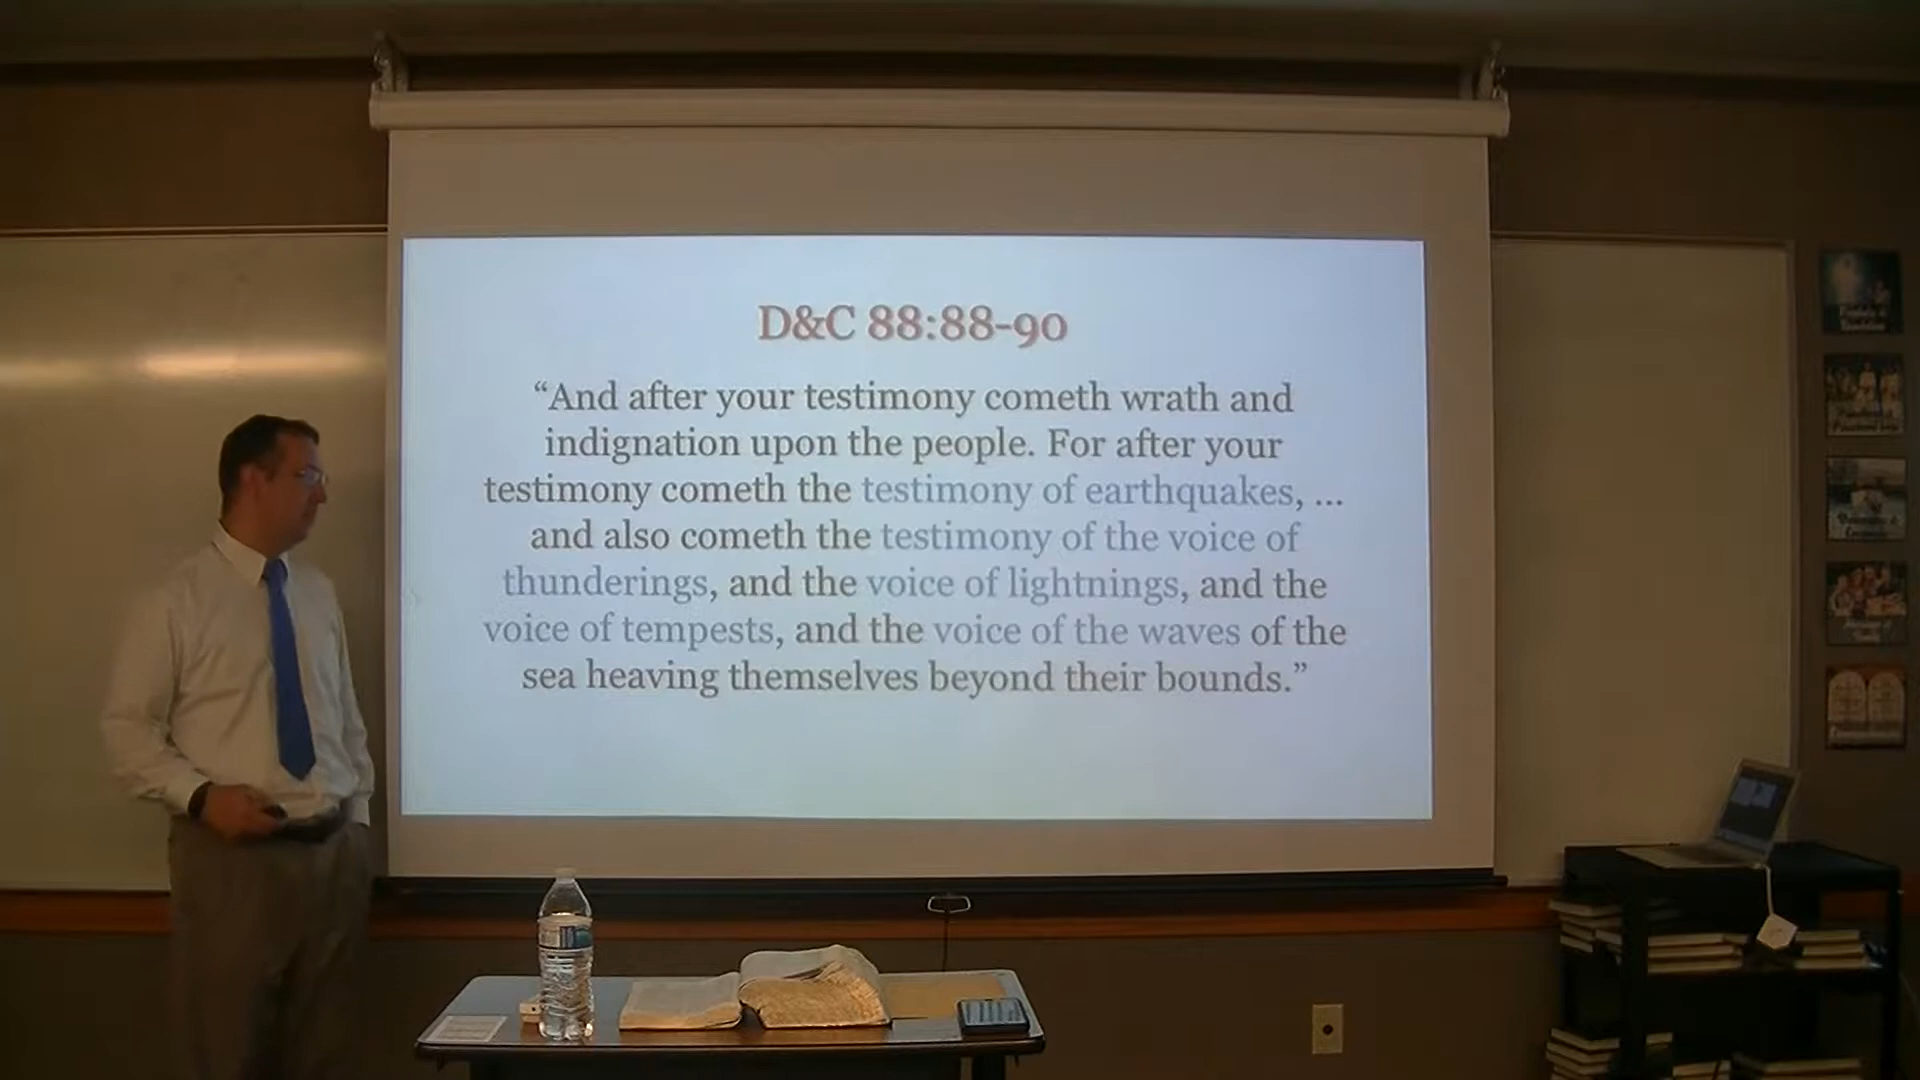 D&C 88:88-90
“And after your testimony cometh wrath and
indignation upon the people. For after your
testimony cometh the testimony of earthquakes, ...
and also cometh the testimony of the voice of
thunderings, and the voice of lightnings, and the
voice of tempests, and the voice of the waves of the
sea heaving themselves beyond their bounds.”